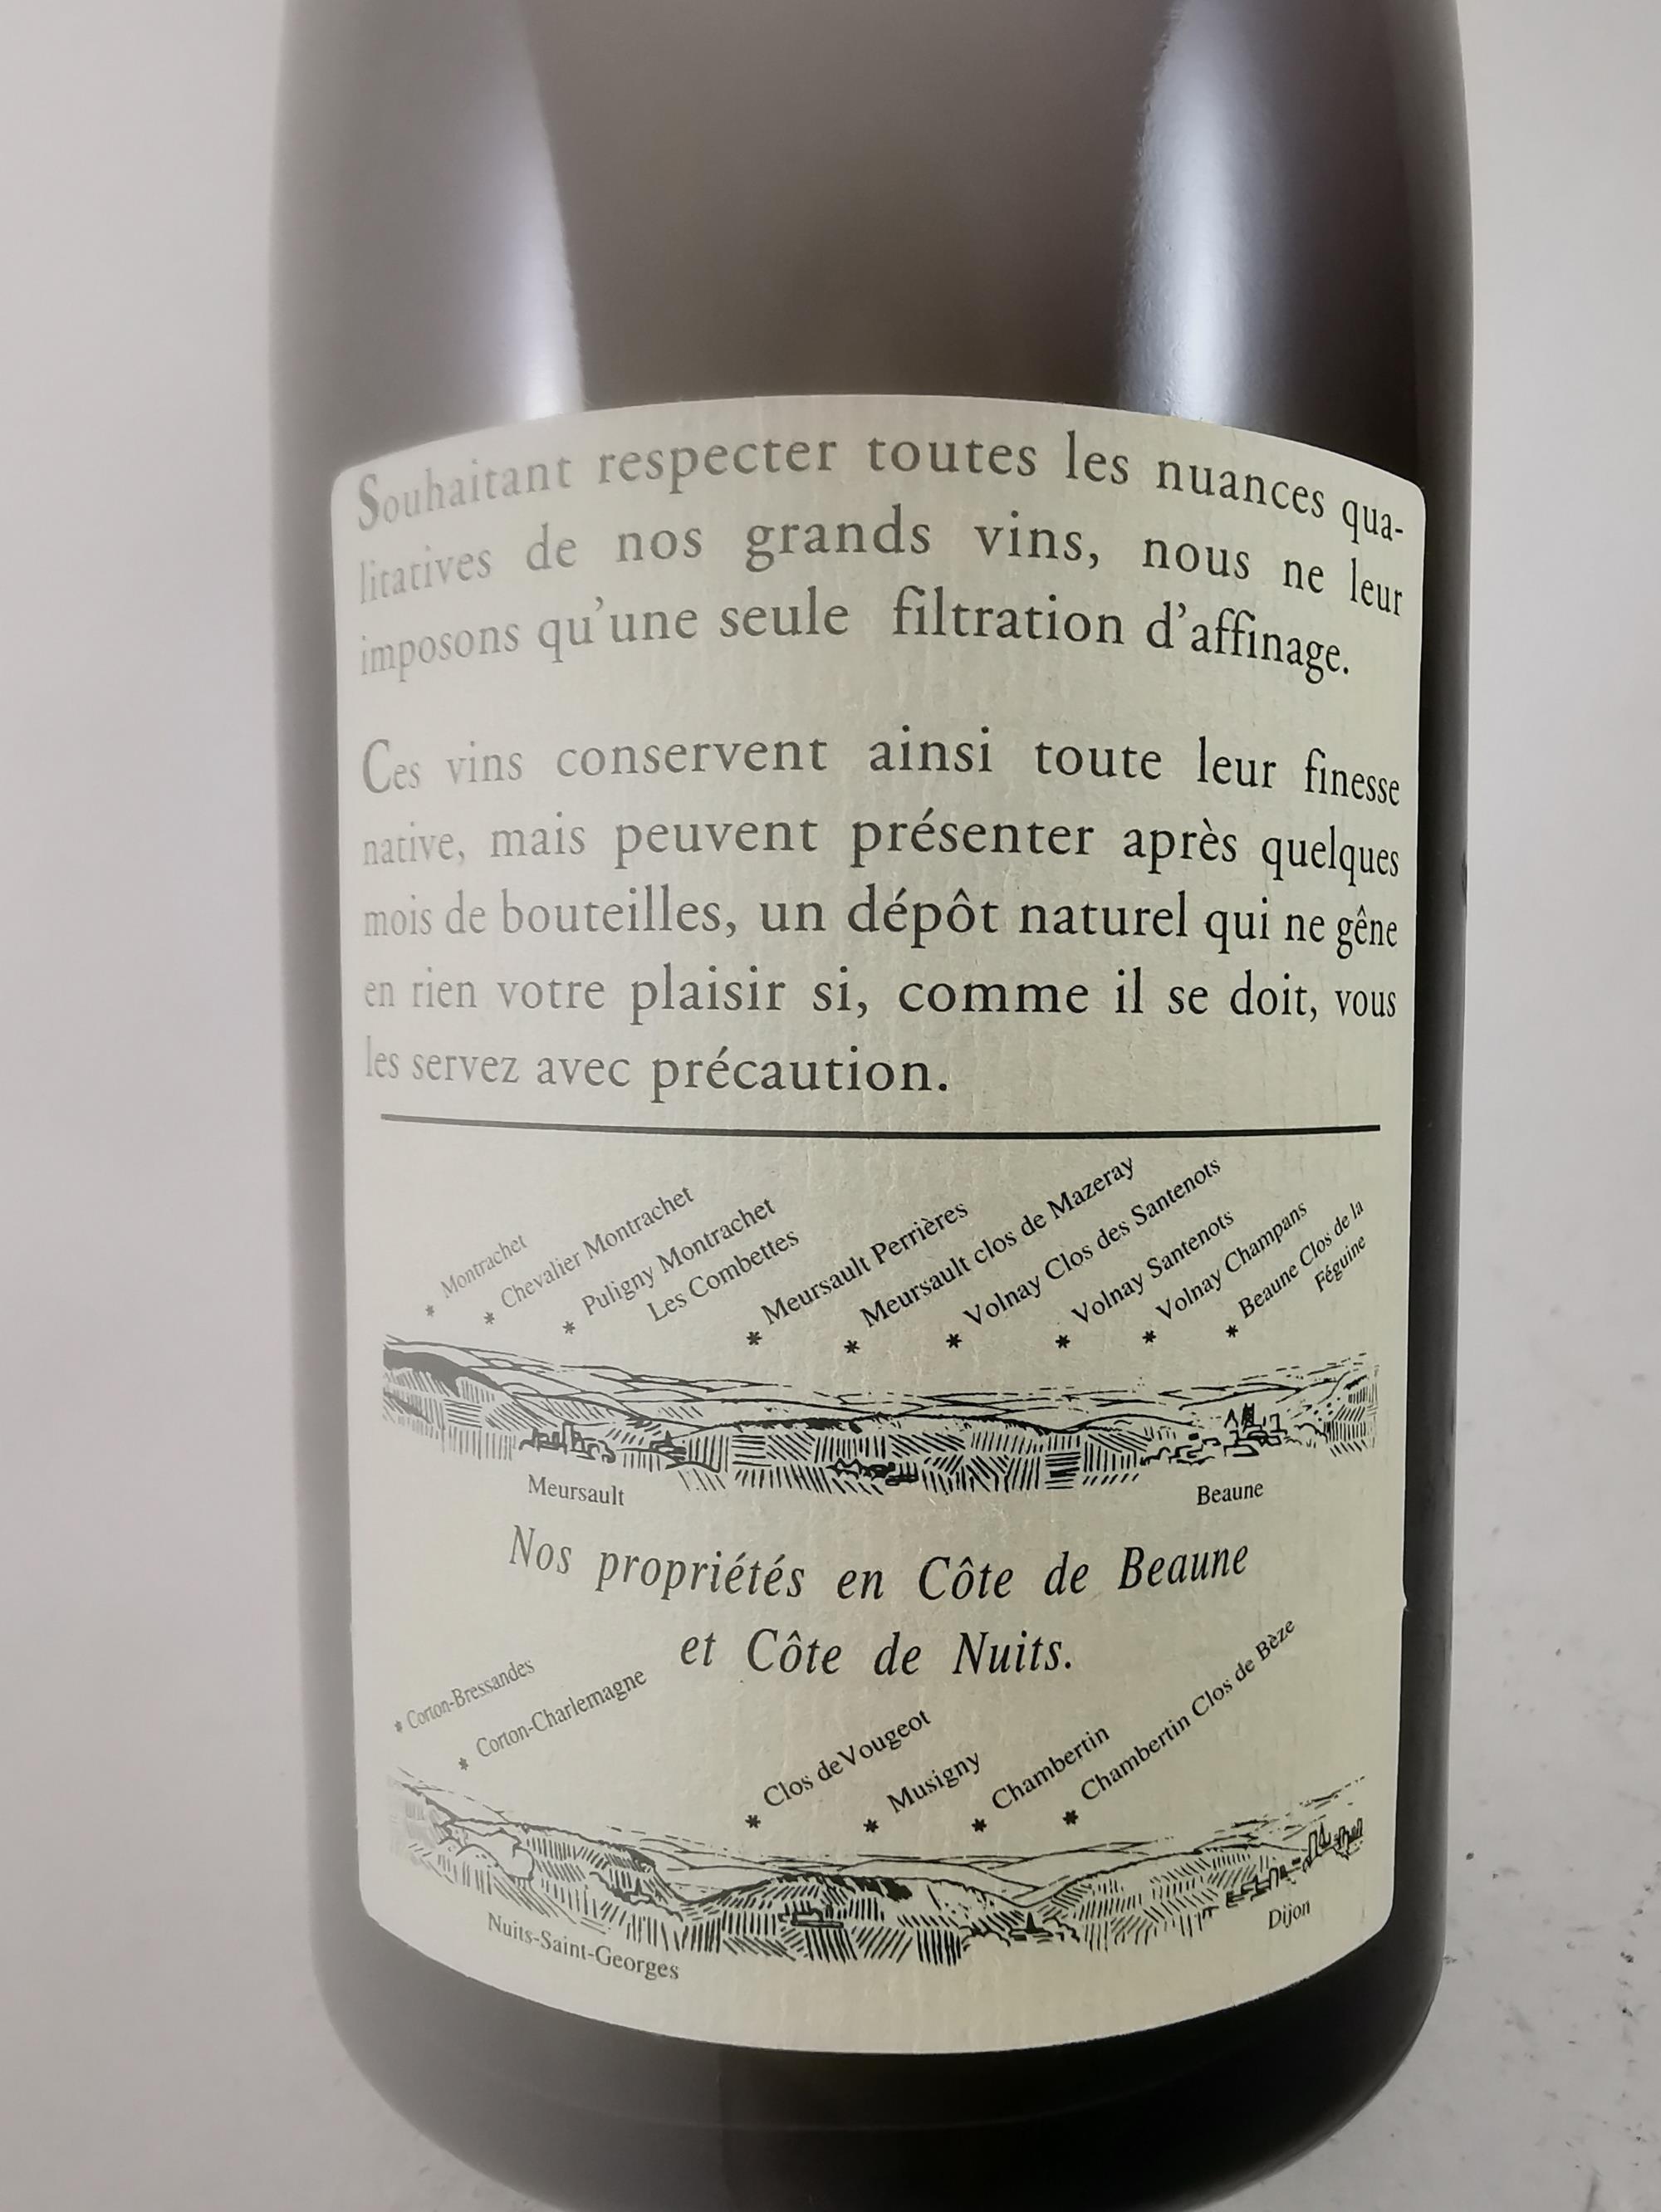 Souhaitant respecter toutes les nuances qua-
litatives de nos grands vins, nous ne leur
imposons qu'une seule filtration d'affinage.
Ces vins conservent ainsi toute leur finesse
native, mais peuvent présenter après quelques
mois de bouteilles, un dépôt naturel qui ne gêne
en rien votre plaisir si, comme il se doit, vous
les servez avec précaution.
* Montrachet
* Chevalier Montrachet
* Puligny Montrachet
Les Combettes
* Meursault Perrières
* Meursault clos de Mazeray
* Volnay Clos des Santenots
* Volnay Santenots
* Volnay Champans
* Beaune Clos de la
Féguine
Meursault
Beaune
Nos propriétés en Côte de Beaune
et Côte de Nuits.
* Corton-Bressandes
* Corton-Charlemagne
* Clos de Vougeot
* Musigny
* Chambertin
* Chambertin Clos de Bèze
Nuits-Saint-Georges
Dijon